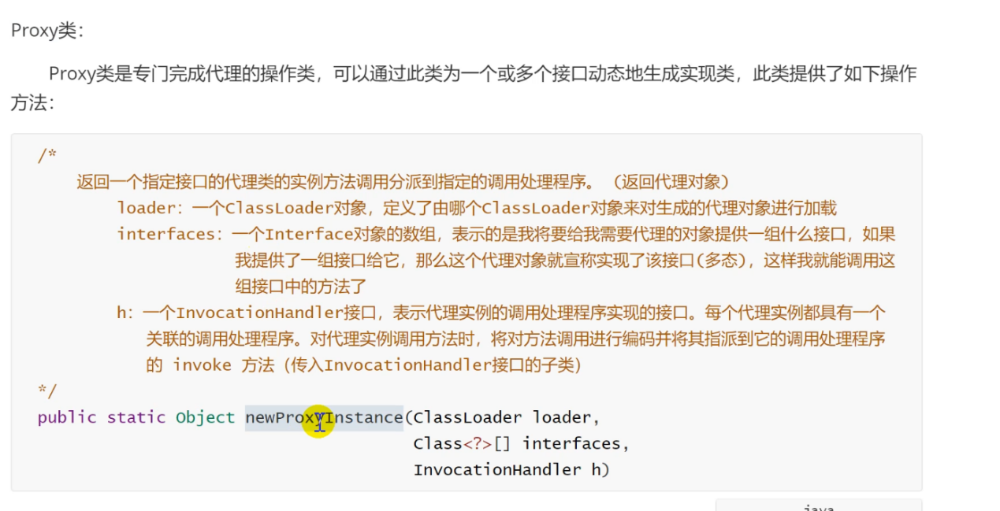 Proxy类：
Proxy类是专门完成代理的操作类，可以通过此类为一个或多个接口动态地生成实现类，此类提供了如下操作
方法：
/*
返回一个指定接口的代理类的实例方法调用分派到指定的调用处理程序。 （返回代理对象）
loader：一个ClassLoader对象，定义了由哪个ClassLoader对象来对生成的代理对象进行加载
interfaces：一个Interface对象的数组，表示的是我将要给我需要代理的对象提供一组什么接口，如果
我提供了一组接口给它，那么这个代理对象就宣称实现了该接口(多态)，这样我就能调用这
组接口中的方法了
h：一个InvocationHandler接口，表示代理实例的调用处理程序实现的接口。每个代理实例都具有一个
关联的调用处理程序。对代理实例调用方法时，将对方法调用进行编码并将其指派到它的调用处理程序
的 invoke 方法（传入InvocationHandler接口的子类）
*/
public static Object newProxyInstance(ClassLoader loader,
Class<?>[] interfaces,
InvocationHandler h)
java